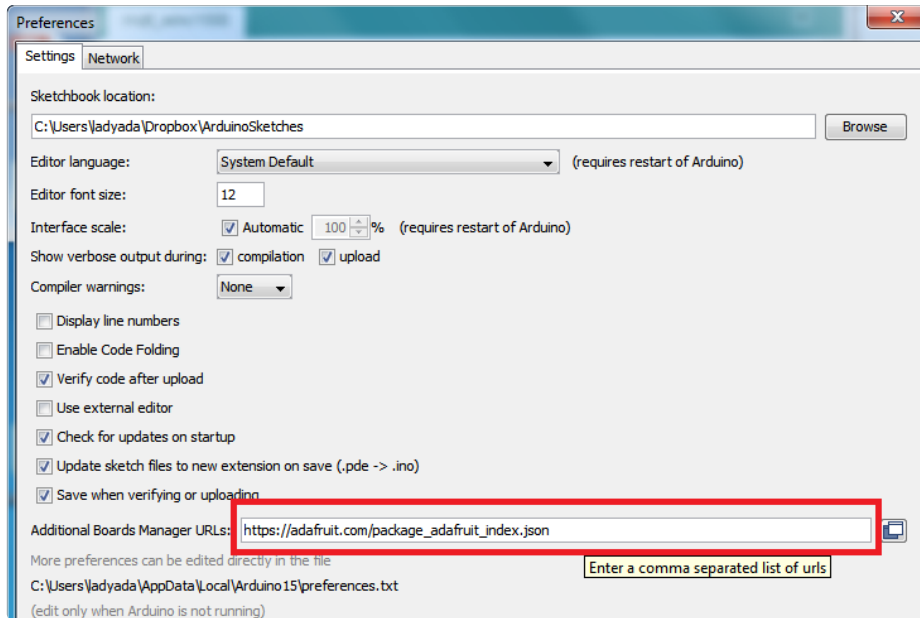 Preferences
Settings Network
Sketchbook location:
C:\Users\ladyada\Dropbox\ArduinoSketches Browse
Editor language: System Default (requires restart of Arduino)
Editor font size: 12
Interface scale: Automatic 100 % (requires restart of Arduino)
Show verbose output during: compilation upload
Compiler warnings: None
Display line numbers
Enable Code Folding
Verify code after upload
Use external editor
Check for updates on startup
Update sketch files to new extension on save (.pde -> .ino)
Save when verifying or uploading
Additional Boards Manager URLs: https://adafruit.com/package_adafruit_index.json
More preferences can be edited directly in the file
Enter a comma separated list of urls
C:\Users\ladyada\AppData\Local\Arduino15\preferences.txt
(edit only when Arduino is not running)